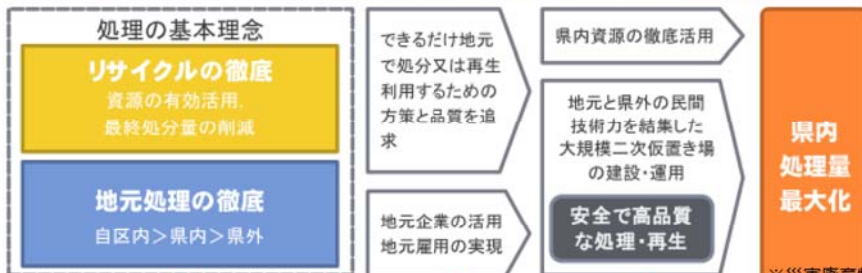 処理の基本理念
リサイクルの徹底
資源の有効活用.
最終処分量の削減
地元処理の徹底
自区内＞県内＞県外
できるだけ地元
で処分又は再生
利用するための
方策と品質を追
求
地元企業の活用
地元雇用の実現
県内資源の徹底活用
地元と県外の民間
技術力を結集した
大規模二次仮置き場
の建設・運用
安全で高品質
な処理・再生
県内
処理量
最大化